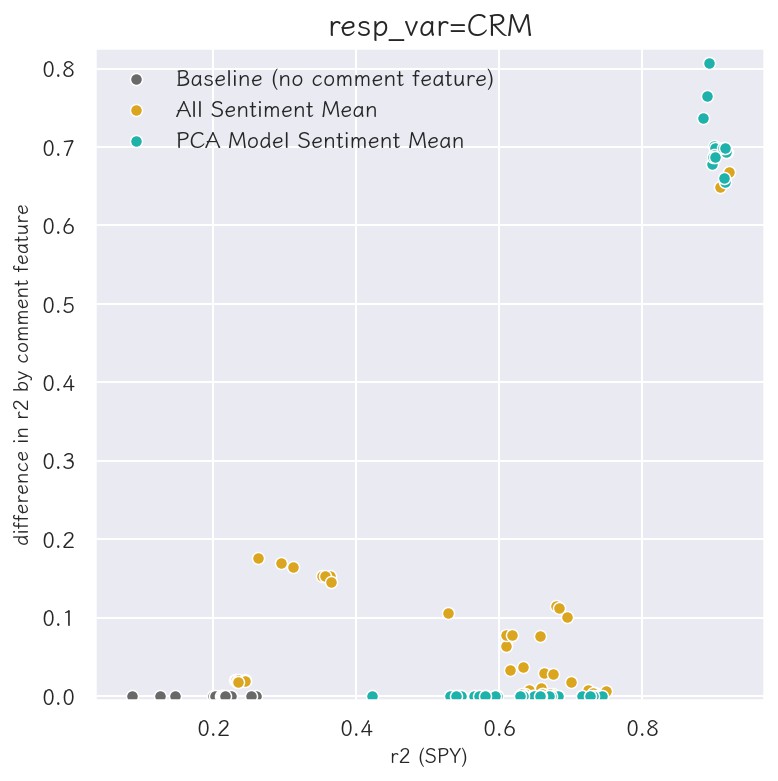 resp_var=CRM
Baseline (no comment feature)
All Sentiment Mean
PCA Model Sentiment Mean
difference in r2 by comment feature
0.8
0.7
0.6
0.5
0.4
0.3
0.2
0.1
0.0
0.2
0.4
0.6
0.8
r2 (SPY)